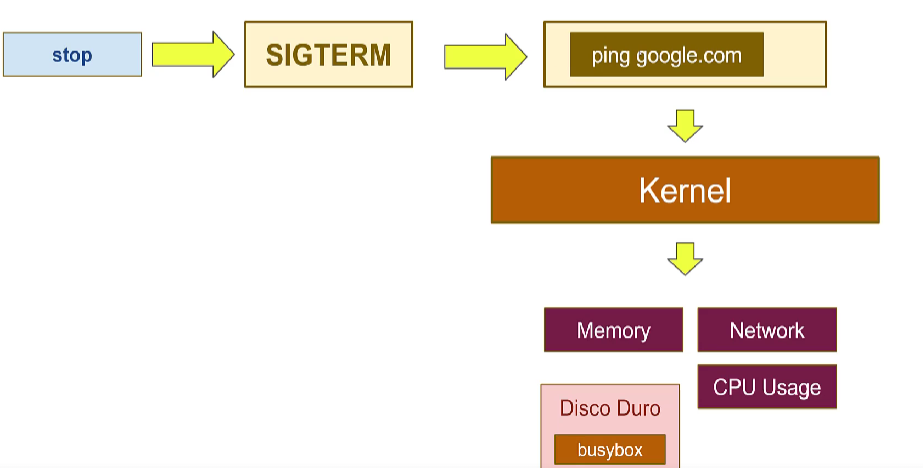 stop
SIGTERM
ping google.com
Kernel
Memory
Network
CPU Usage
Disco Duro
busybox